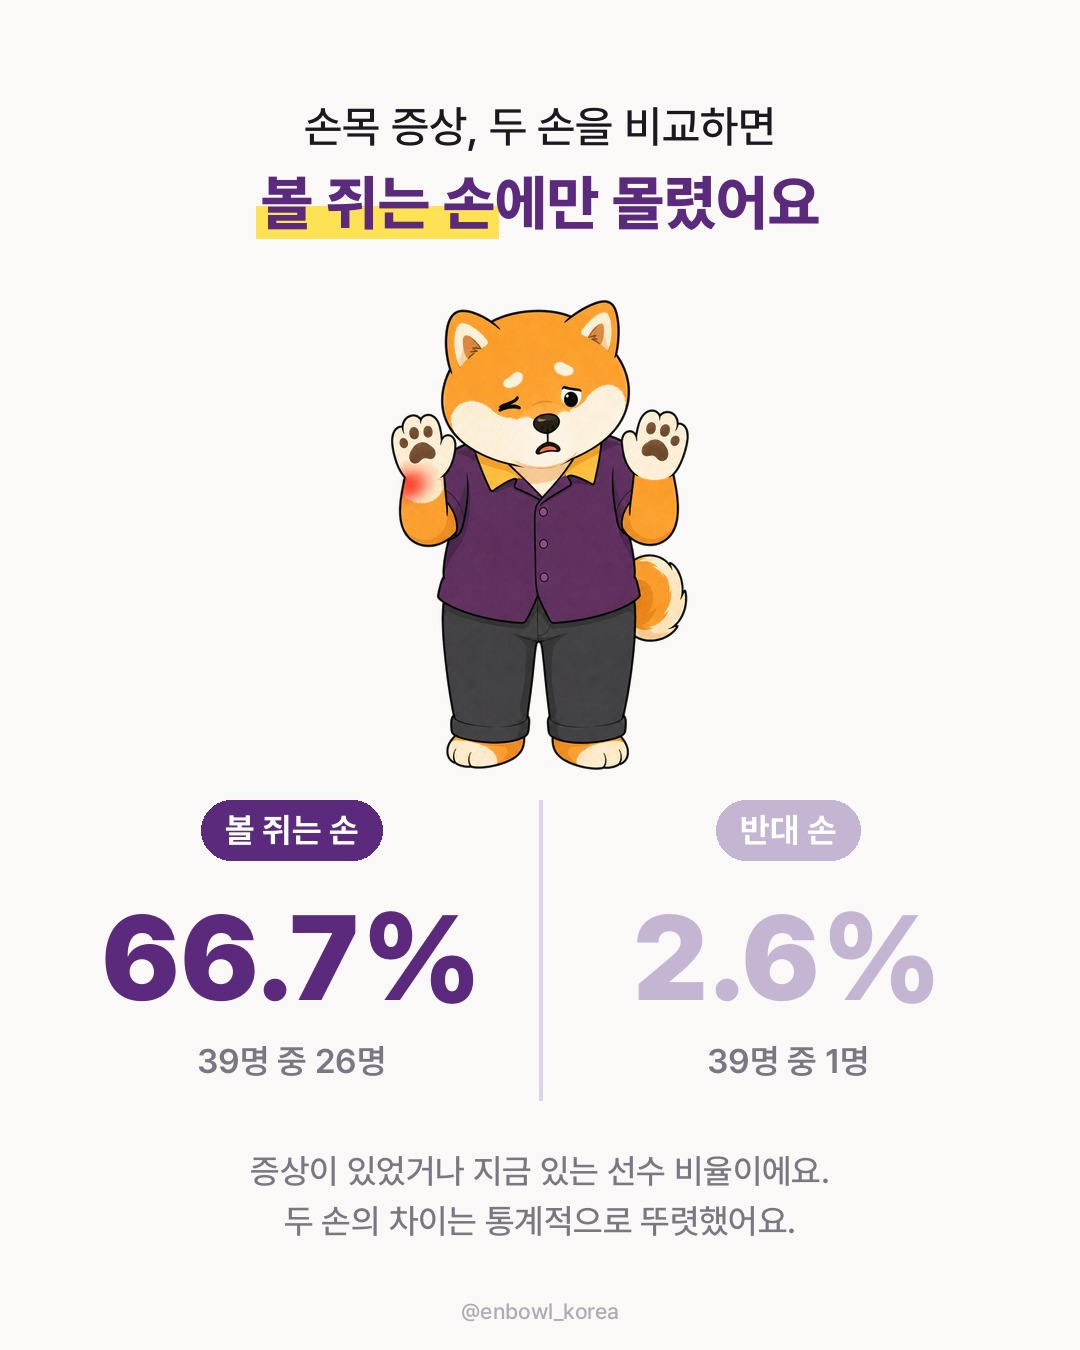 손목 증상, 두 손을 비교하면
볼 쥐는 손에만 몰렸어요
볼 쥐는 손
66.7%
39명 중 26명
반대 손
2.6%
39명 중 1명
증상이 있었거나 지금 있는 선수 비율이에요.
두 손의 차이는 통계적으로 뚜렷했어요.
@enbowl_korea